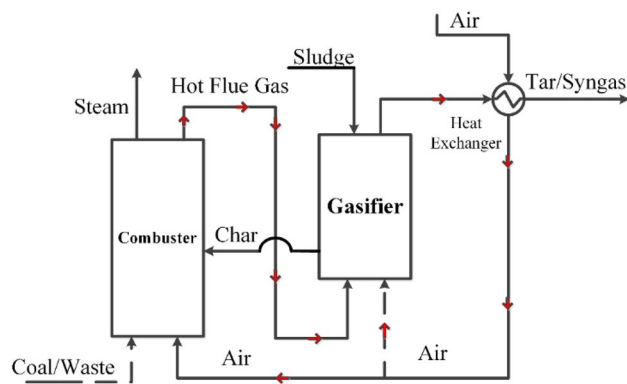 Air
Sludge
Tar/Syngas
Hot Flue Gas
Steam
Heat
Exchanger
Gasifier
Combuster
Char
Air
Air
Coal/Waste